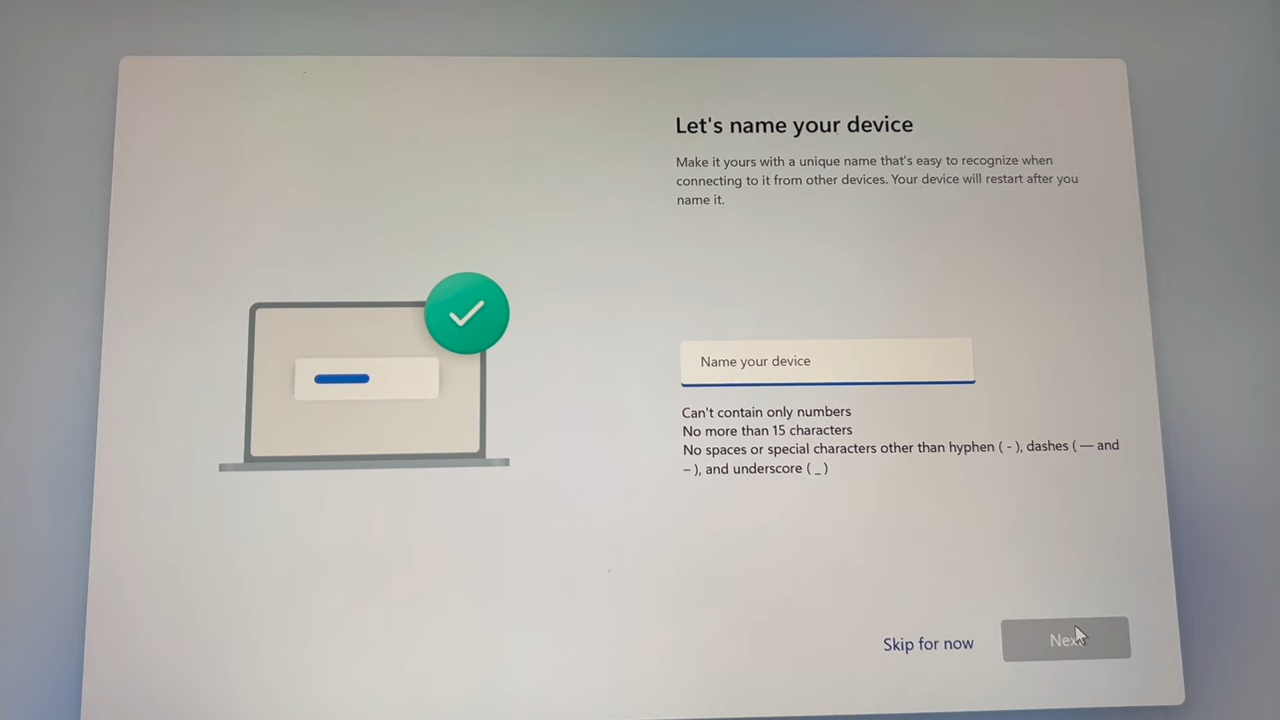 Let's name your device
Make it yours with a unique name that's easy to recognize when
connecting to it from other devices. Your device will restart after you
name it.
Name your device
Can't contain only numbers
No more than 15 characters
No spaces or special characters other than hyphen ( - ), dashes ( — and
– ), and underscore ( _ )
Skip for now
Next